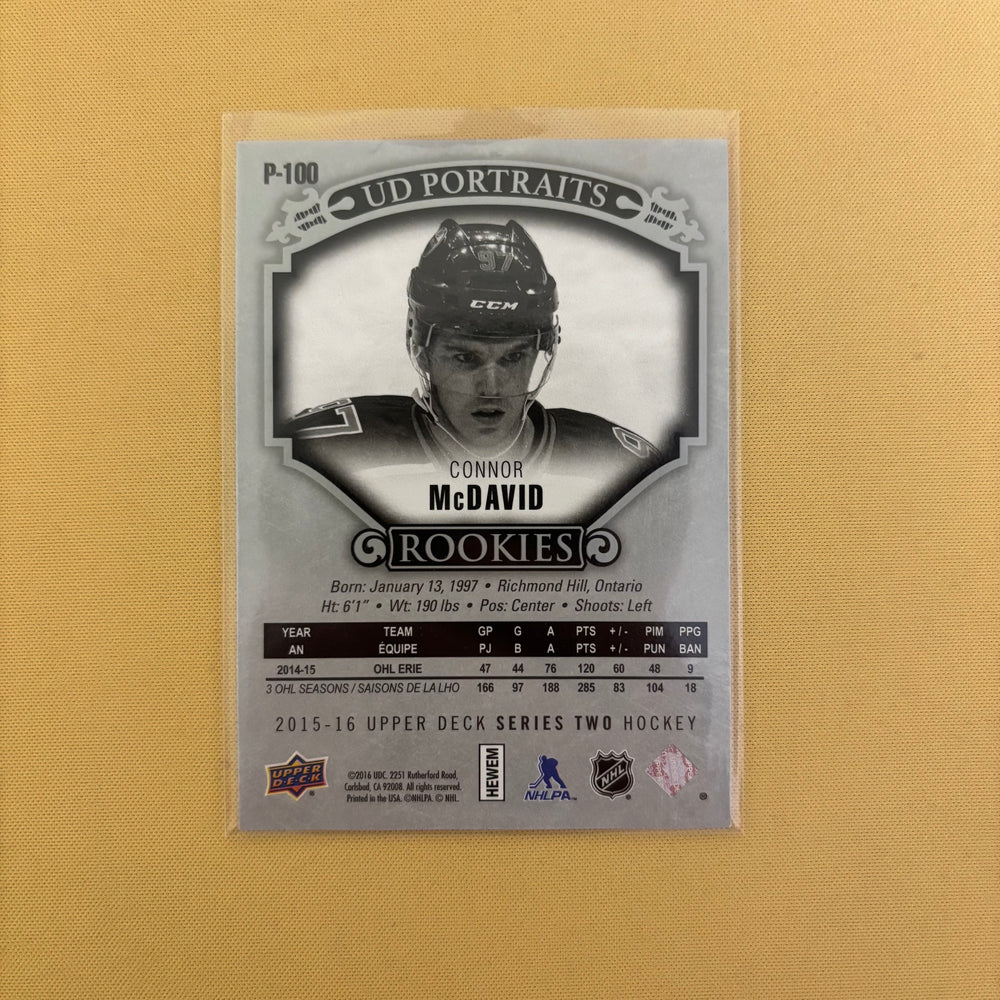 P-100
UD PORTRAITS
97
CCM
97
9
CONNOR
McDAVID
ROOKIES
Born: January 13, 1997 • Richmond Hill, Ontario
Ht: 6'1" • Wt: 190 lbs • Pos: Center • Shoots: Left
YEAR TEAM GP G A PTS +/- PIM PPG
AN ÉQUIPE PJ B A PTS +/- PUN BAN
2014-15 OHL ERIE 47 44 76 120 60 48 9
3 OHL SEASONS / SAISONS DE LA LHO 166 97 188 285 83 104 18
2015-16 UPPER DECK SERIES TWO HOCKEY
UPPER DECK ®
©2016 UDC. 2251 Rutherford Road,
Carlsbad, CA 92008. All rights reserved.
Printed in the USA. ©NHLPA. © NHL.
HEWEM
NHLPA™
NHL ®
®